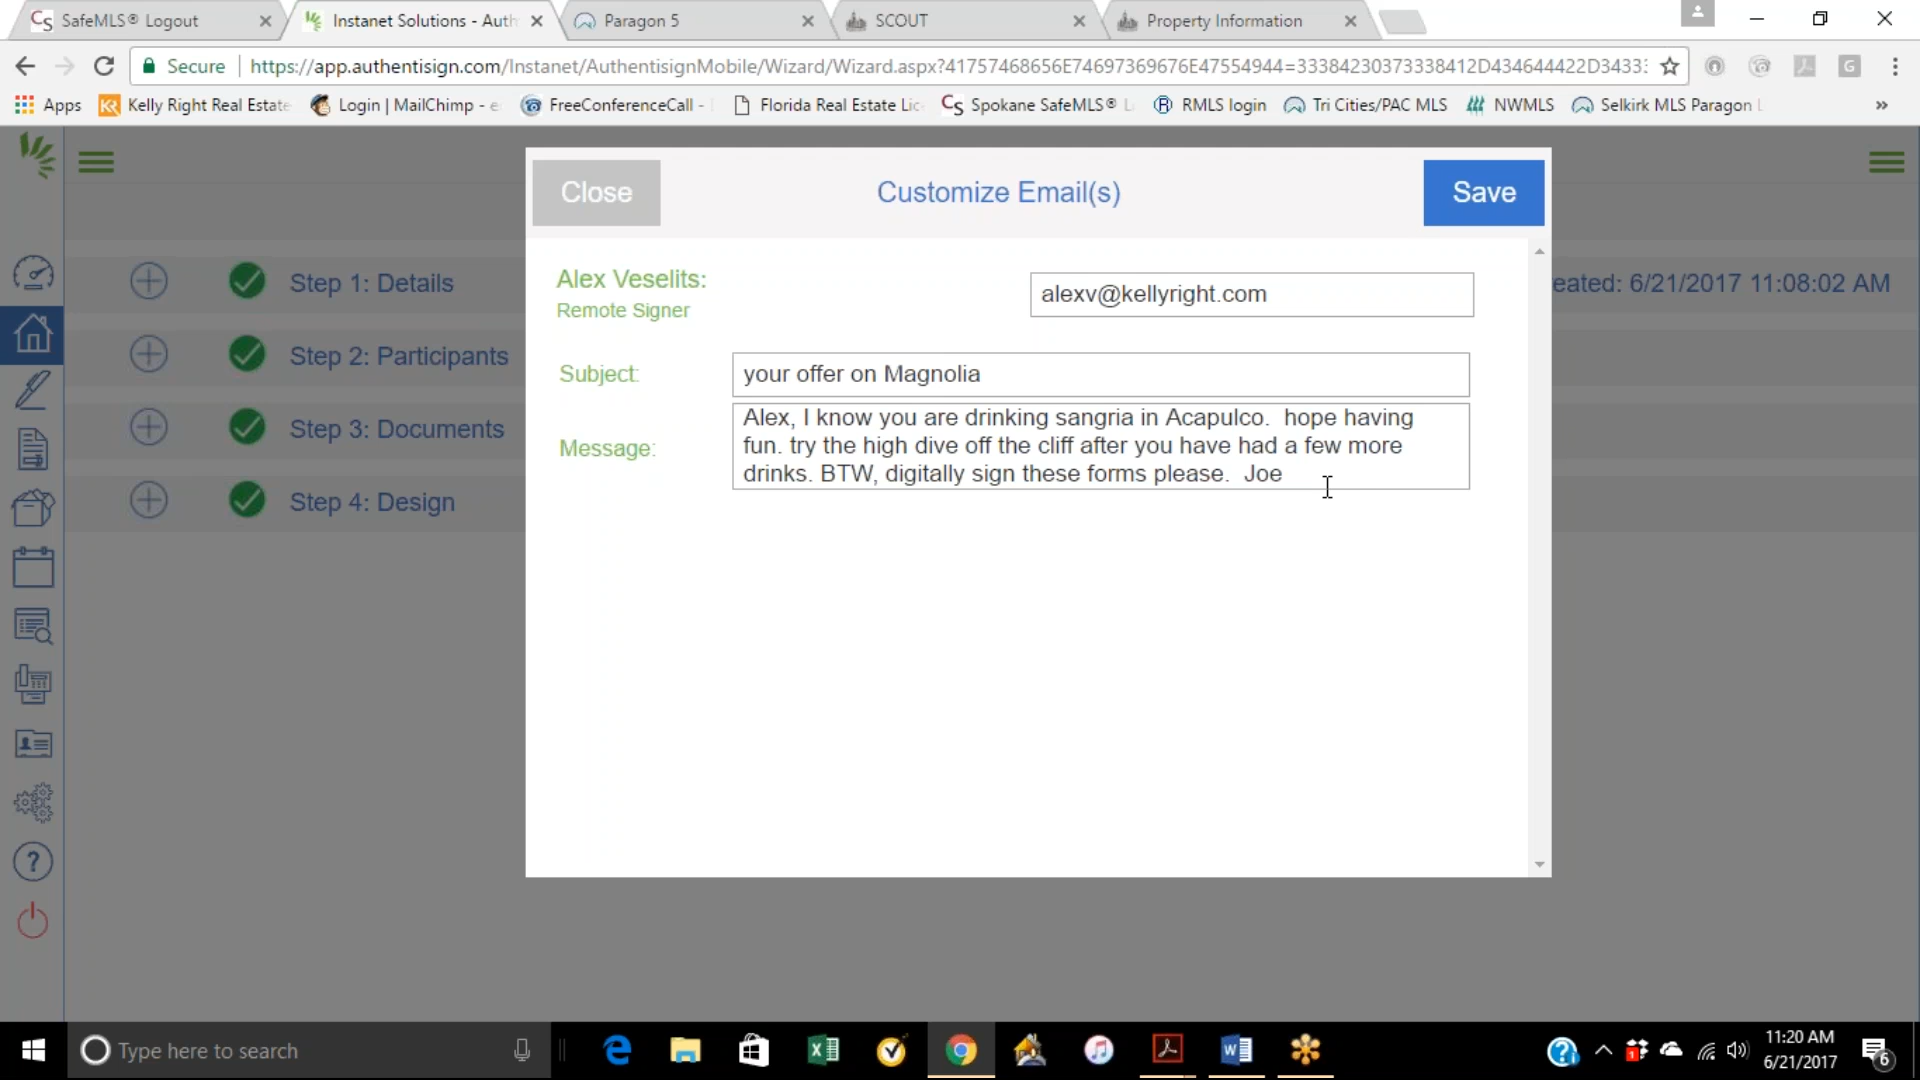 SafeMLS® Logout
Instanet Solutions - Auth
Paragon 5
SCOUT
Property Information
Secure
https://app.authentisign.com/Instanet/AuthentisignMobile/Wizard/Wizard.aspx?41757468656E74697369676E47554944=33384230373338412D434644422D3433
Apps
Kelly Right Real Estate
Login | MailChimp - e
FreeConferenceCall -
Florida Real Estate Lic
Spokane SafeMLS® L
RMLS login
Tri Cities/PAC MLS
NWMLS
Selkirk MLS Paragon
»
Close
Customize Email(s)
Save
Alex Veselits:
Remote Signer
alexv@kellyright.com
Subject:
your offer on Magnolia
Message:
Alex, I know you are drinking sangria in Acapulco.  hope having
fun. try the high dive off the cliff after you have had a few more
drinks. BTW, digitally sign these forms please.  Joe
Step 1: Details
eated: 6/21/2017 11:08:02 AM
Step 2: Participants
Step 3: Documents
Step 4: Design
Type here to search
11:20 AM
6/21/2017
6